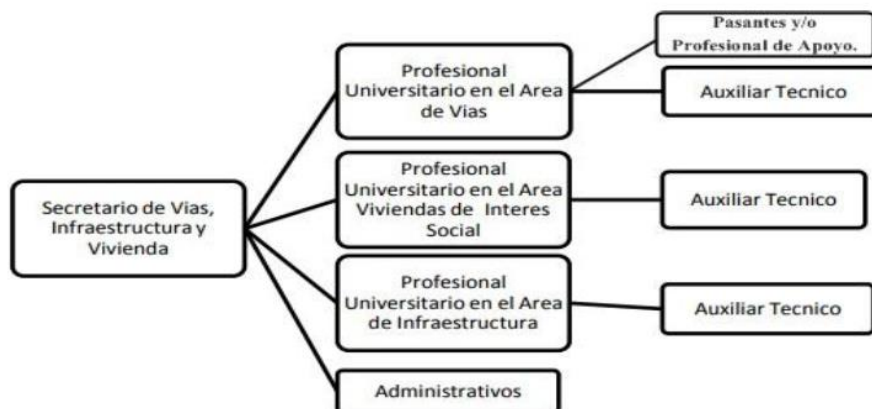 Pasantes y/o
Profesional de Apoyo.
Profesional
Universitario en el Area
de Vias
Auxiliar Tecnico
Secretario de Vias,
Infraestructura y
Vivienda
Profesional
Universitario en el Area
Viviendas de Interes
Social
Auxiliar Tecnico
Profesional
Universitario en el Area
de Infraestructura
Auxiliar Tecnico
Administrativos